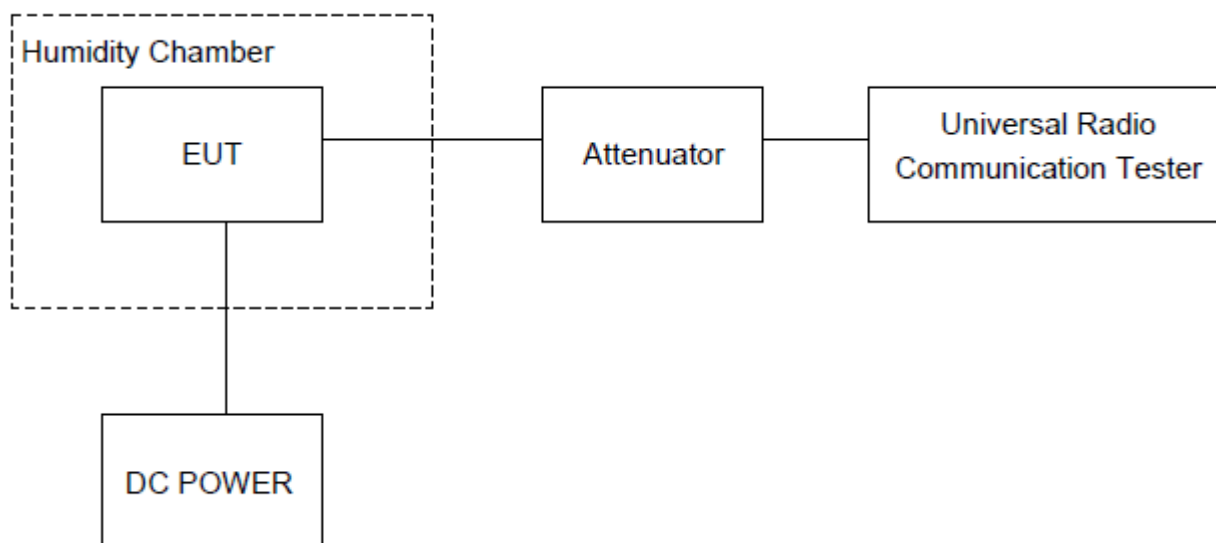 Humidity Chamber
EUT
Attenuator
Universal Radio
Communication Tester
DC POWER